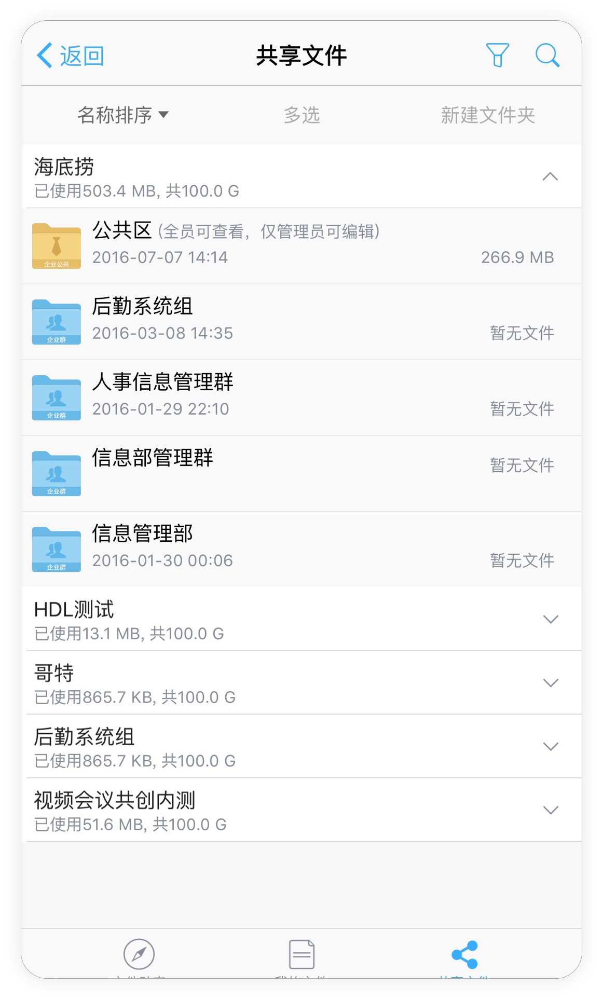 返回
共享文件
名称排序
多选
新建文件夹
海底捞
已使用503.4 MB, 共100.0 G
公共区 (全员可查看，仅管理员可编辑)
企业公共
2016-07-07 14:14
266.9 MB
后勤系统组
企业群
2016-03-08 14:35
暂无文件
人事信息管理群
企业群
2016-01-29 22:10
暂无文件
信息部管理群
企业群
暂无文件
信息管理部
企业群
2016-01-30 00:06
暂无文件
HDL测试
已使用13.1 MB, 共100.0 G
哥特
已使用865.7 KB, 共100.0 G
后勤系统组
已使用865.7 KB, 共100.0 G
视频会议共创内测
已使用51.6 MB, 共100.0 G